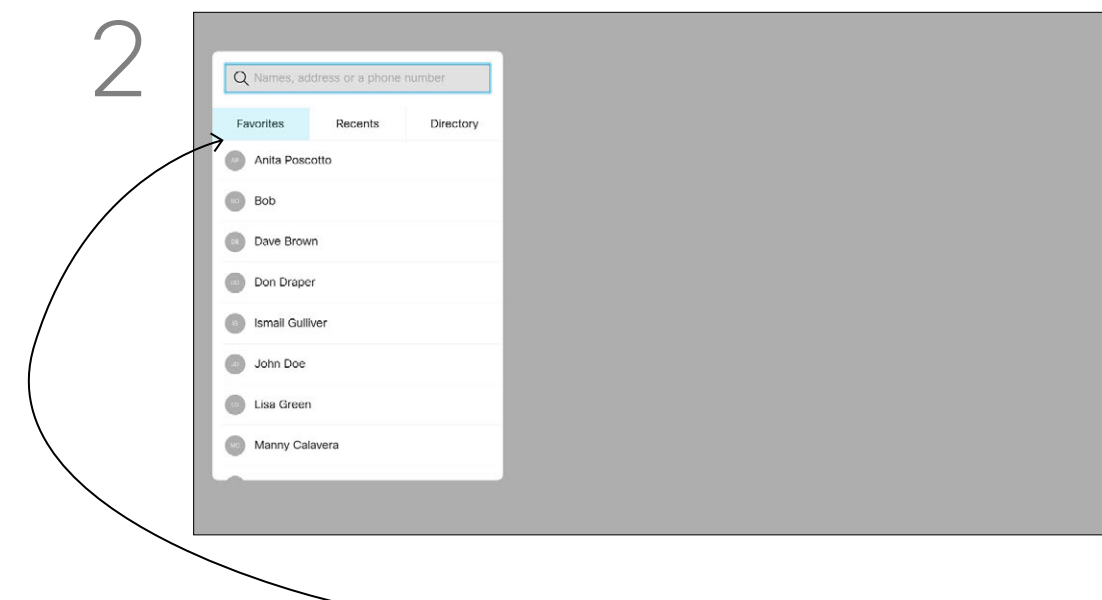 2
Names, address or a phone number
Favorites Recents Directory
Anita Poscotto
Bob
Dave Brown
Don Draper
Ismail Gulliver
John Doe
Lisa Green
MC Manny Calavera